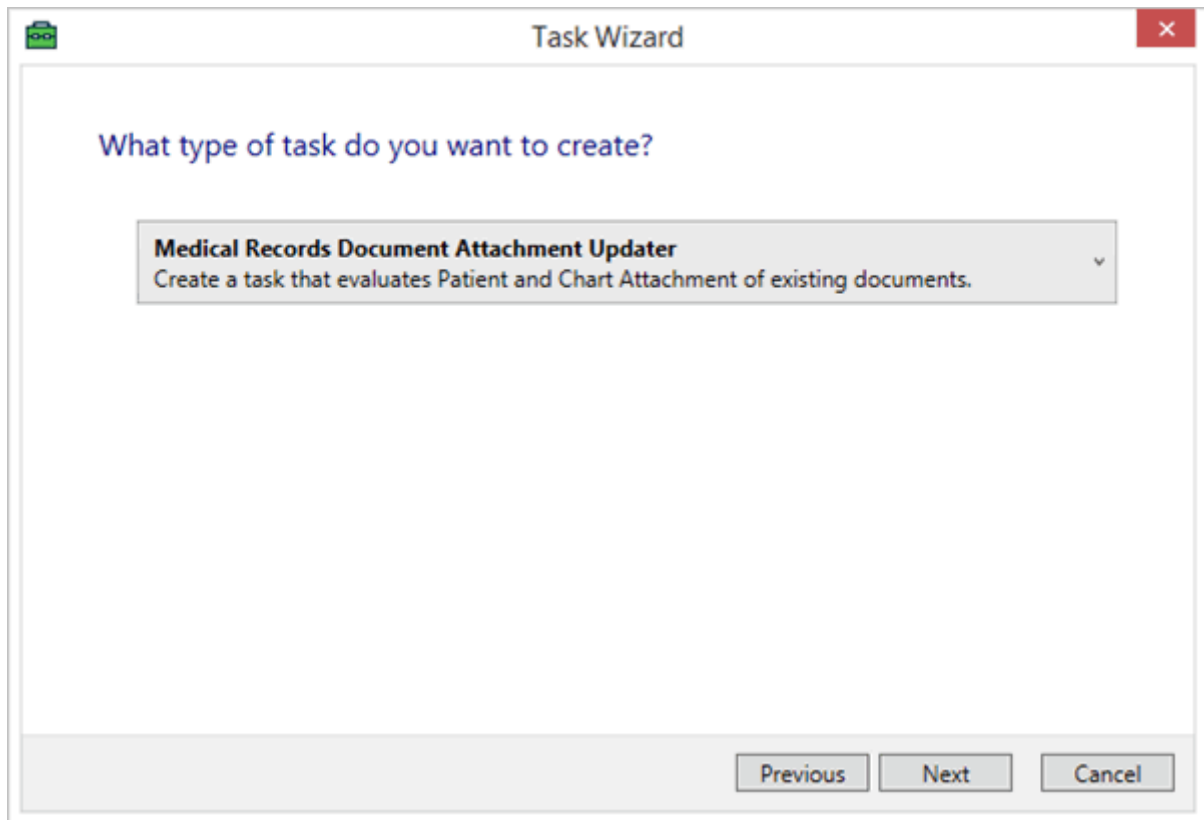 Task Wizard
What type of task do you want to create?
Medical Records Document Attachment Updater
Create a task that evaluates Patient and Chart Attachment of existing documents.
Previous
Next
Cancel